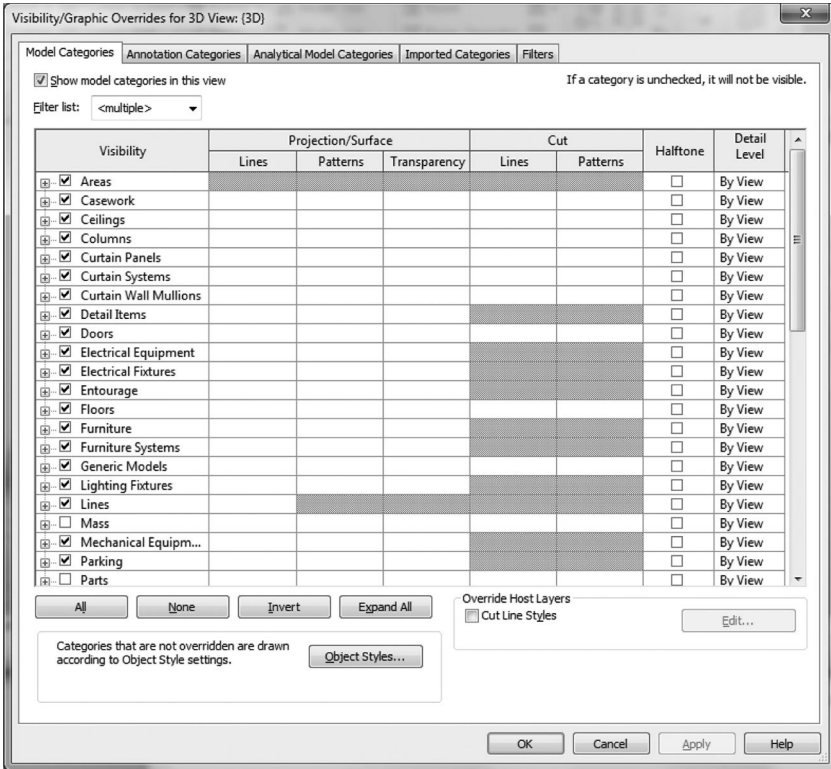 Visibility/Graphic Overrides for 3D View: {3D}
Model Categories Annotation Categories Analytical Model Categories Imported Categories Filters
Show model categories in this view If a category is unchecked, it will not be visible.
Filter list: <multiple>
Visibility Projection/Surface Cut Halftone Detail Level
Lines Patterns Transparency Lines Patterns
Areas By View
Casework By View
Ceilings By View
Columns By View
Curtain Panels By View
Curtain Systems By View
Curtain Wall Mullions By View
Detail Items By View
Doors By View
Electrical Equipment By View
Electrical Fixtures By View
Entourage By View
Floors By View
Furniture By View
Furniture Systems By View
Generic Models By View
Lighting Fixtures By View
Lines By View
Mass By View
Mechanical Equipm... By View
Parking By View
Parts By View
All None Invert Expand All
Override Host Layers
Cut Line Styles Edit...
Categories that are not overridden are drawn
according to Object Style settings.
Object Styles...
OK Cancel Apply Help